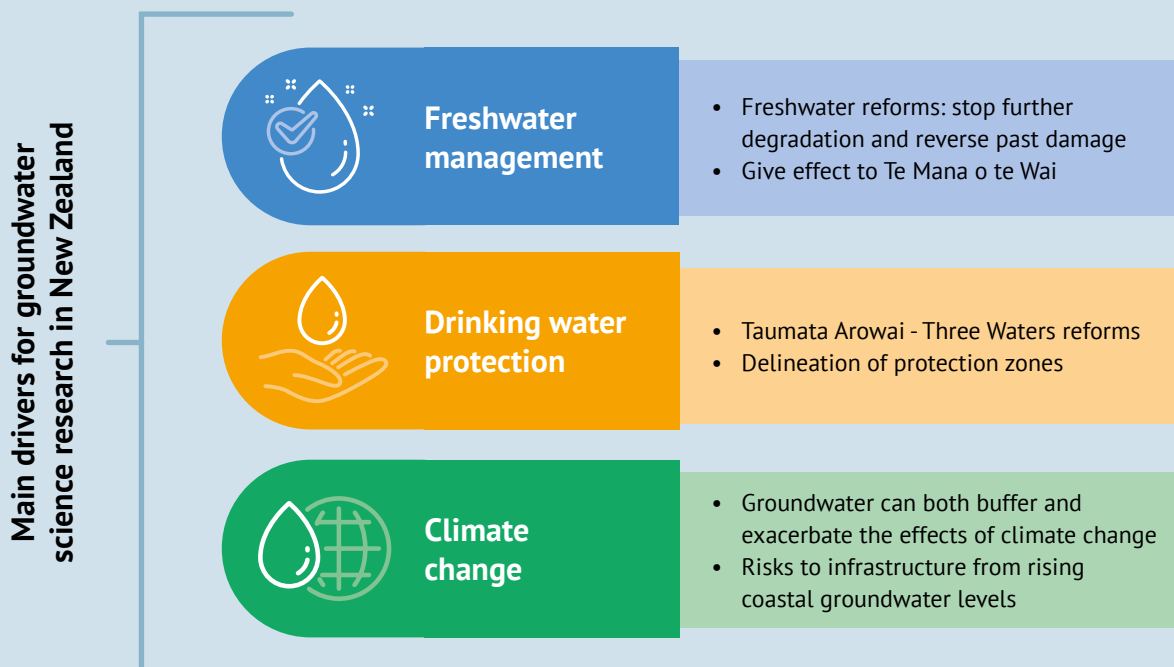 Main drivers for groundwater
science research in New Zealand
Freshwater
management
• Freshwater reforms: stop further
degradation and reverse past damage
• Give effect to Te Mana o te Wai
Drinking water
protection
• Taumata Arowai - Three Waters reforms
• Delineation of protection zones
Climate
change
• Groundwater can both buffer and
exacerbate the effects of climate change
• Risks to infrastructure from rising
coastal groundwater levels